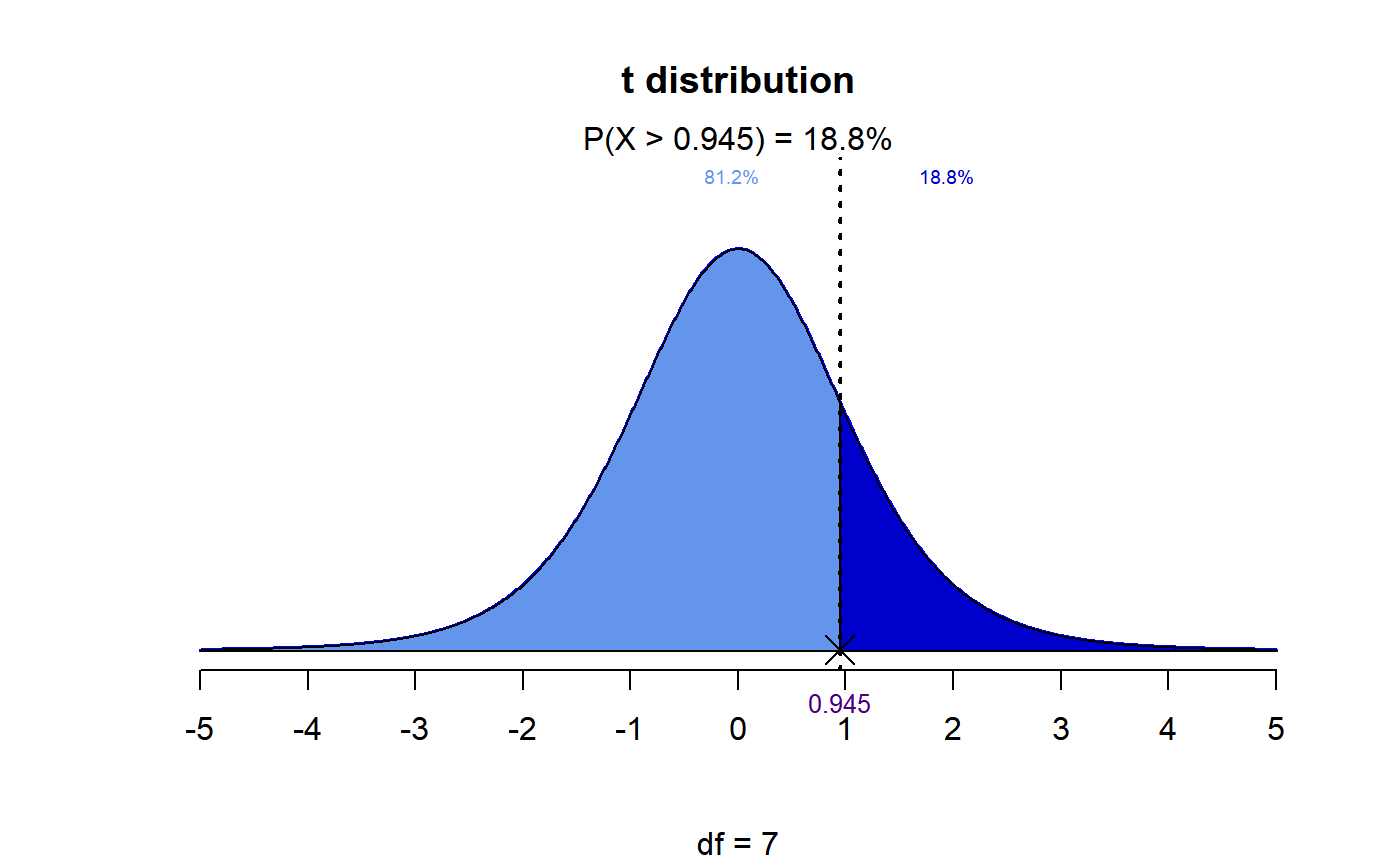 t distribution
P(X > 0.945) = 18.8%
81.2% 18.8%
0.945
-5 -4 -3 -2 -1 0 1 2 3 4 5
df = 7